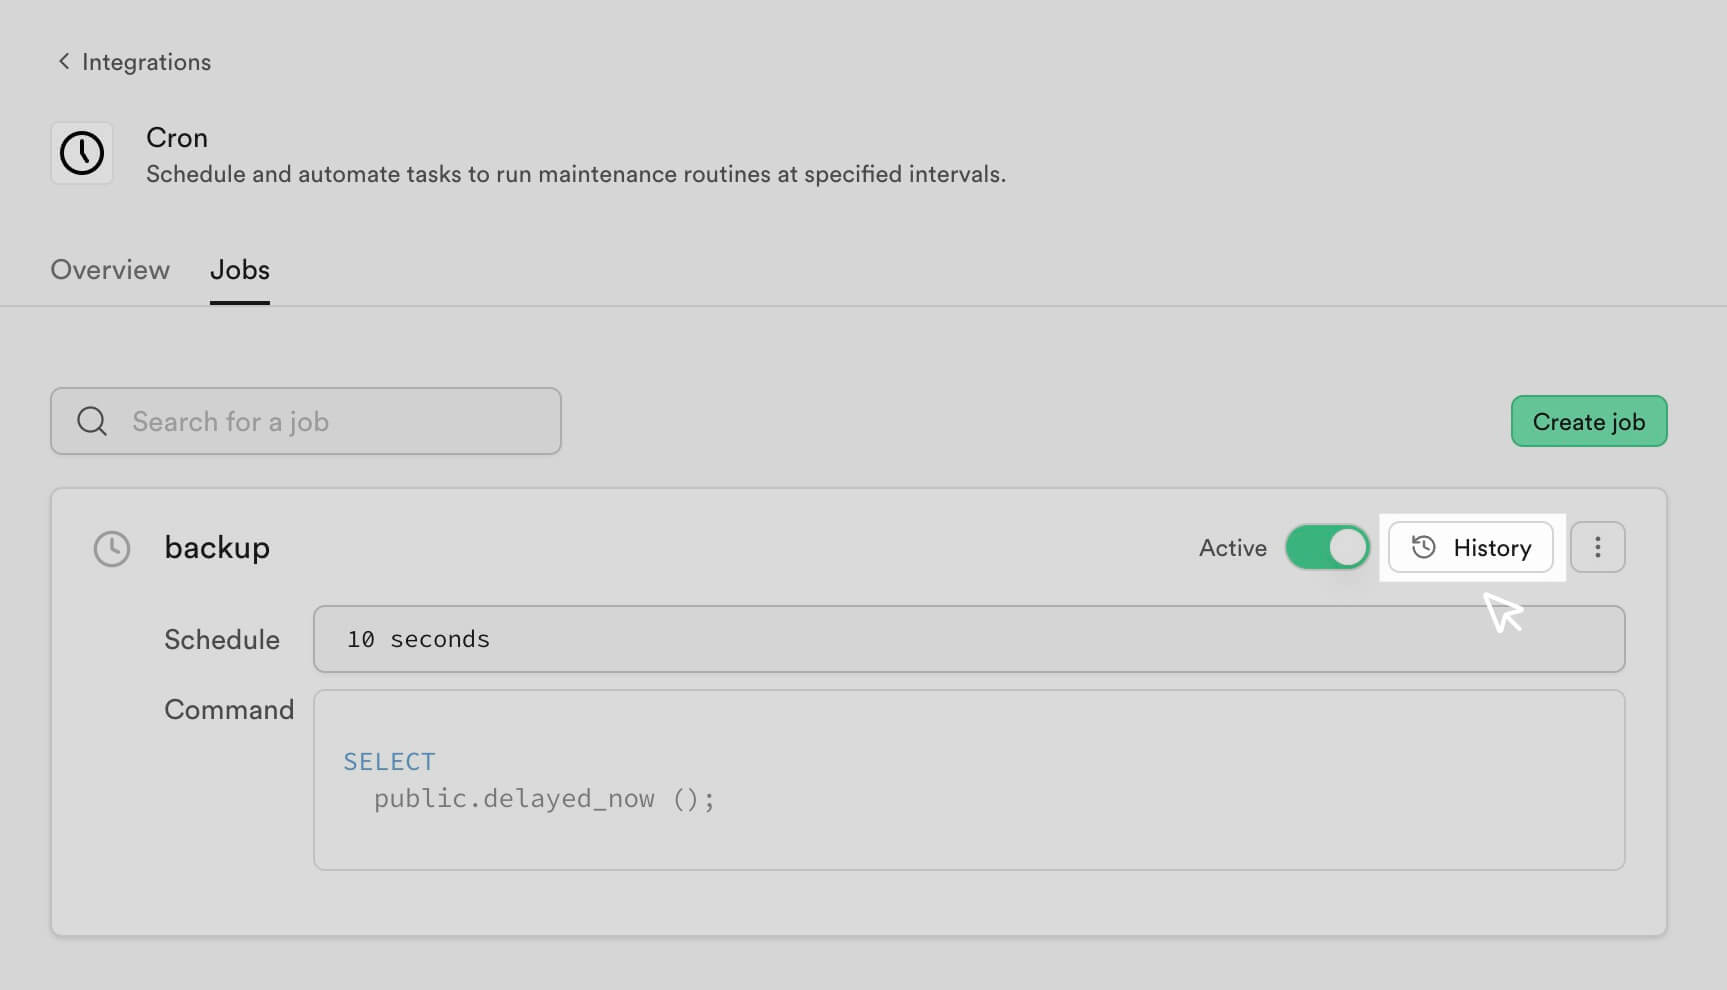 Integrations
Cron
Schedule and automate tasks to run maintenance routines at specified intervals.
Overview Jobs
Search for a job
Create job
backup Active History
Schedule 10 seconds
Command
SELECT
public.delayed_now ();